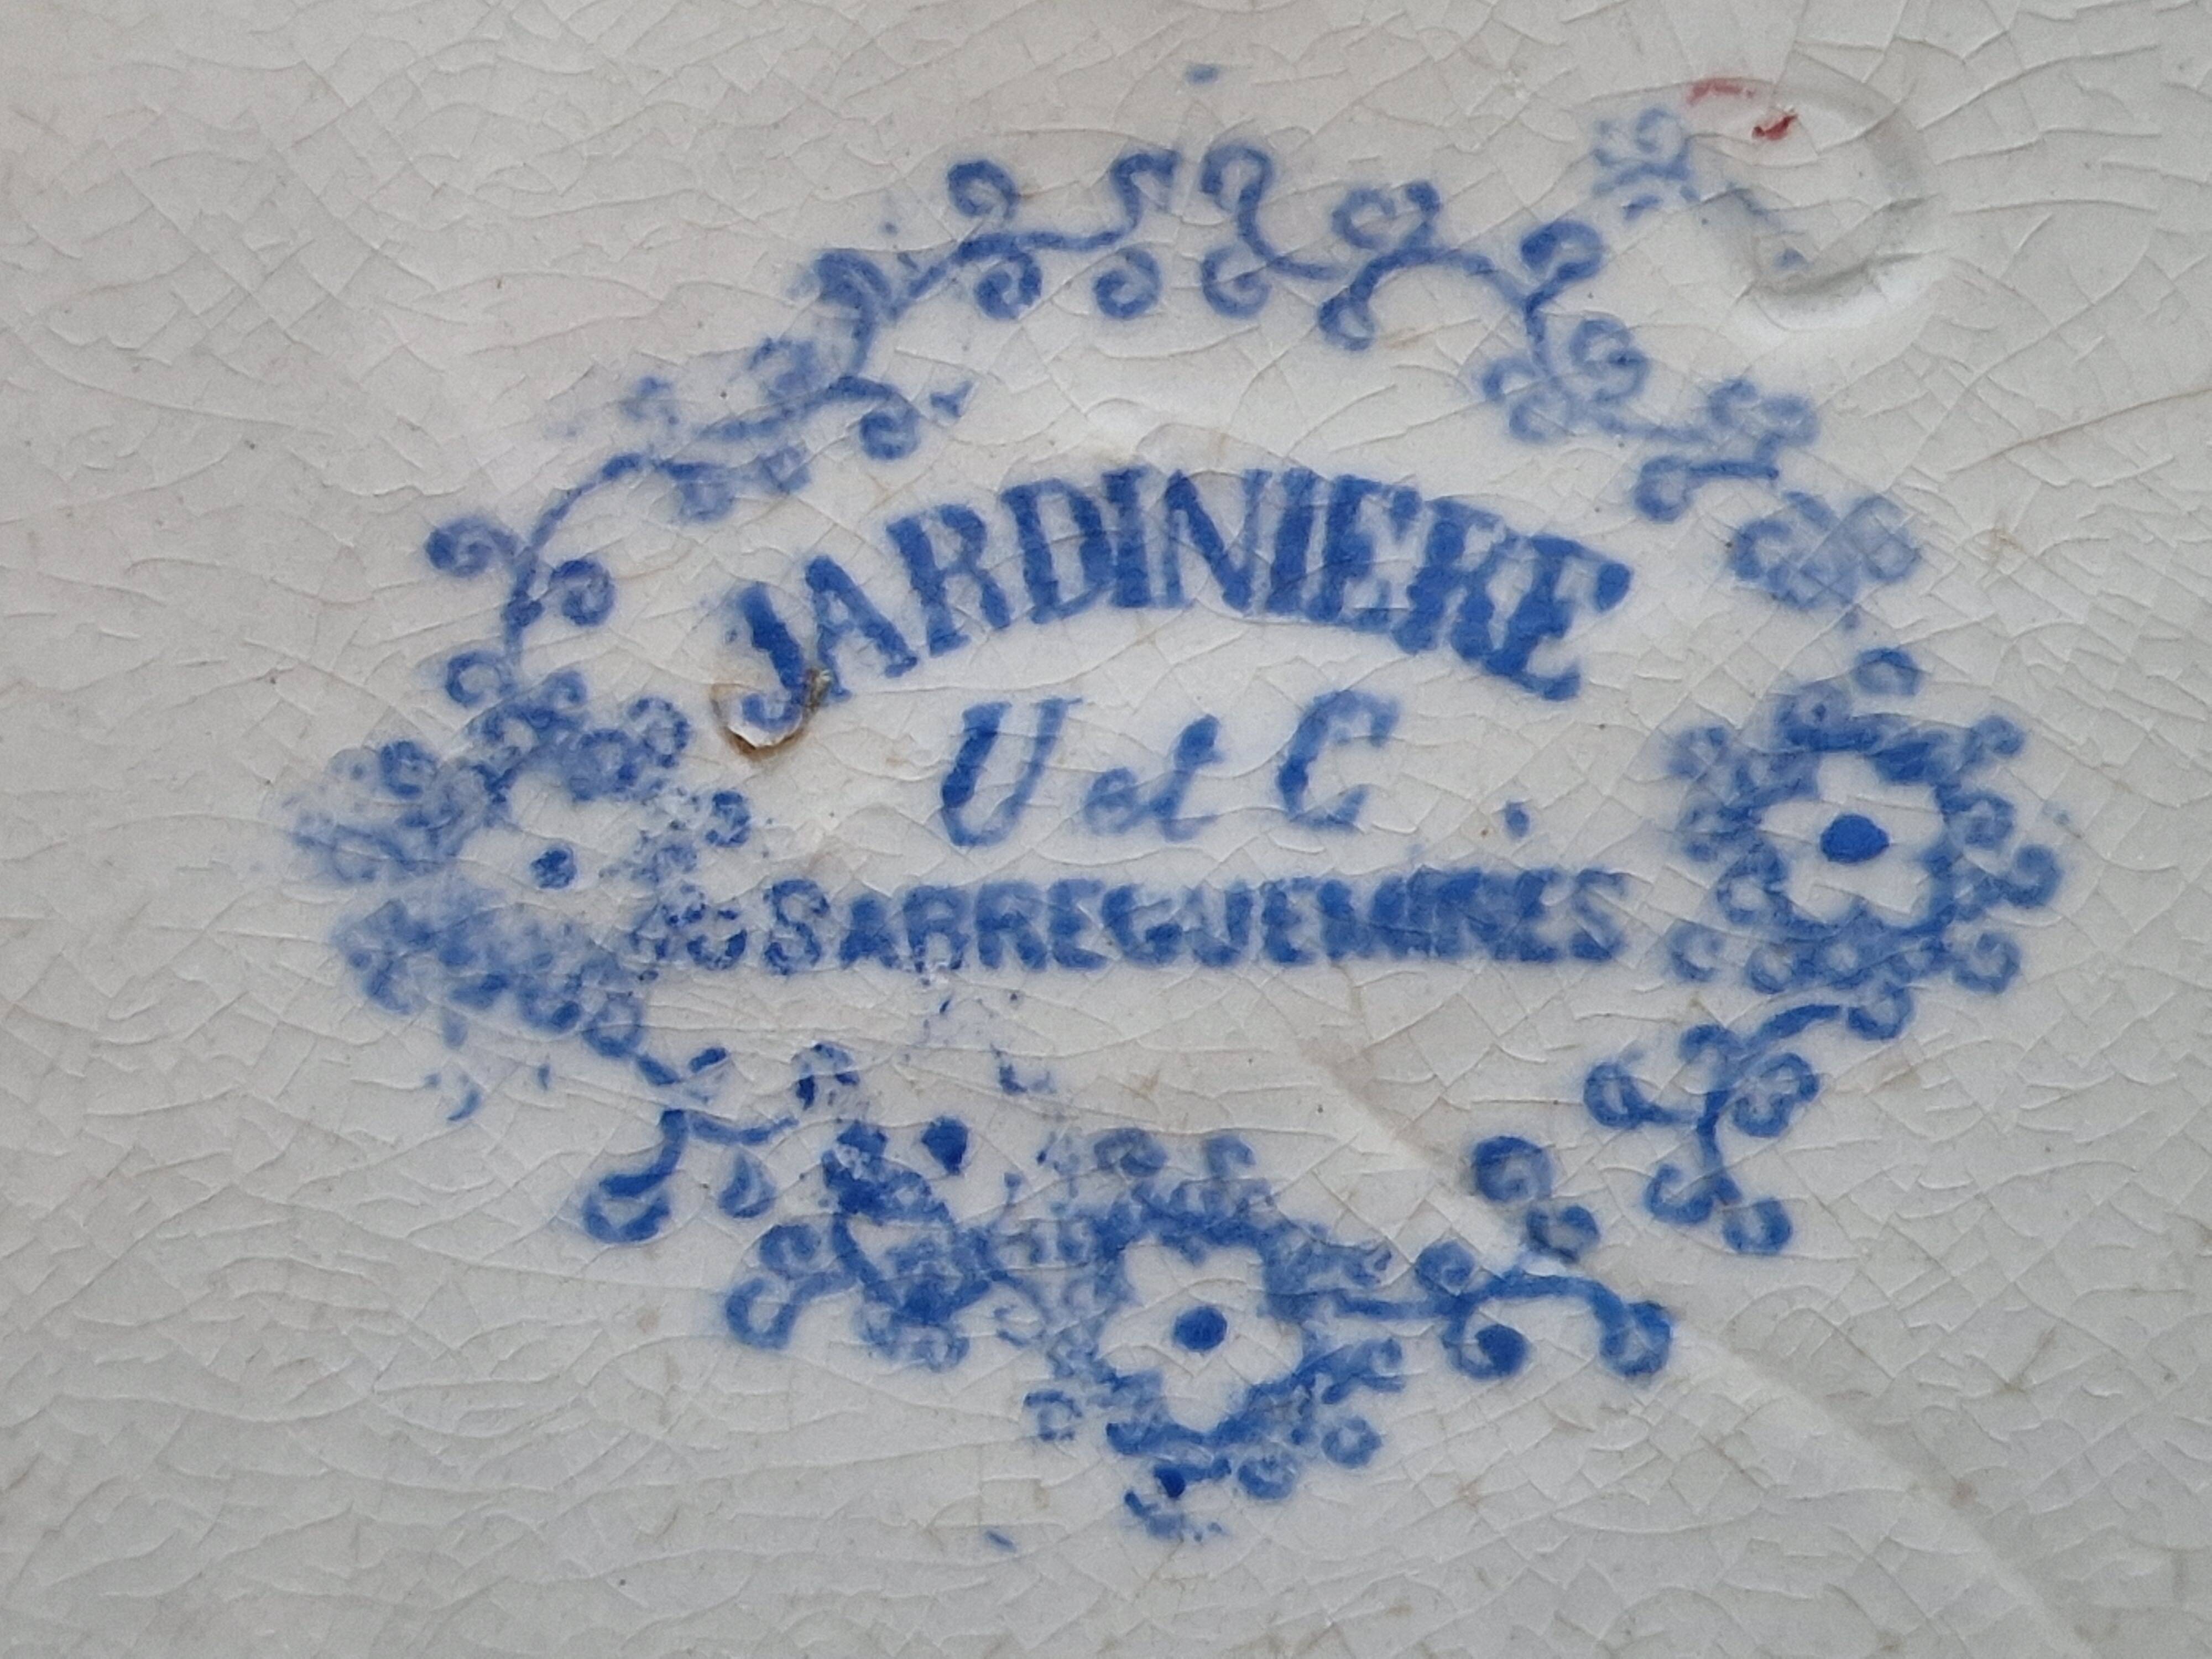 JARDINIERE
U et C
SARREGUEMINES